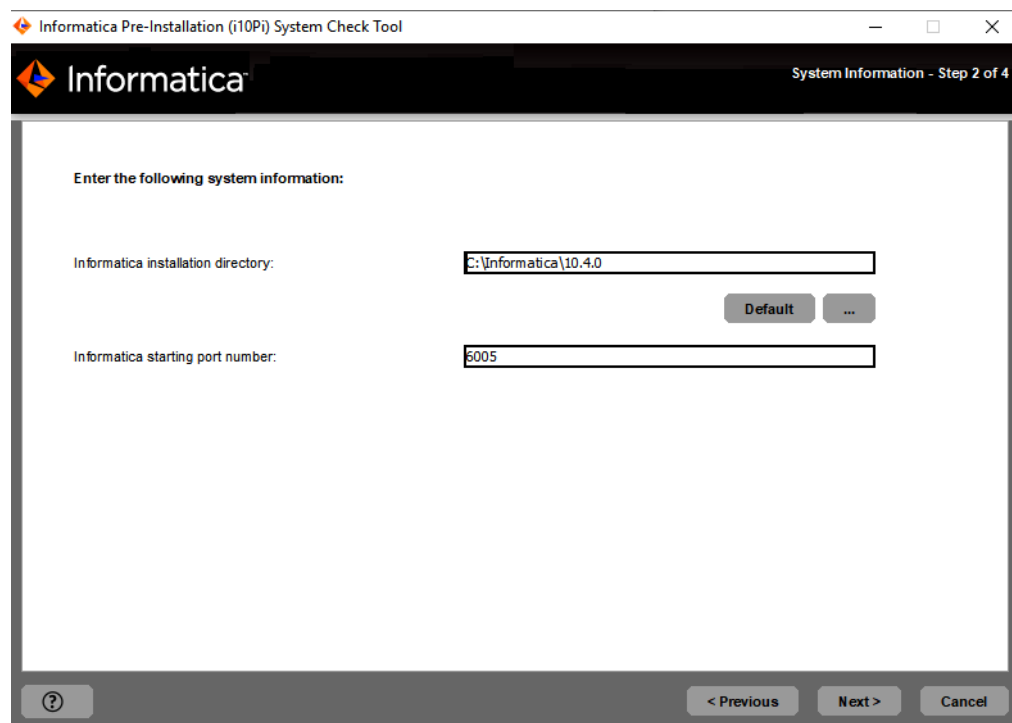 Informatica Pre-Installation (i10Pi) System Check Tool
Informatica
System Information - Step 2 of 4
Enter the following system information:
Informatica installation directory: C:\Informatica\10.4.0
Default ...
Informatica starting port number: 6005
? < Previous Next > Cancel